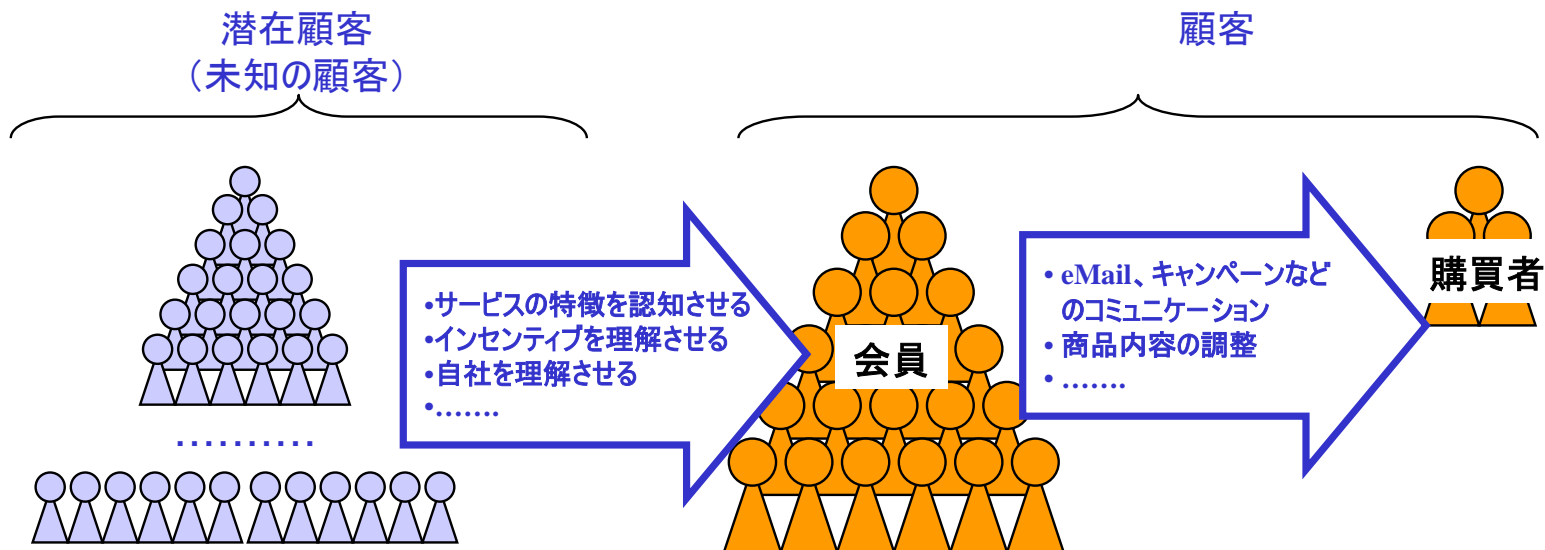 潜在顧客
（未知の顧客）
顧客
•サービスの特徴を認知させる
•インセンティブを理解させる
•自社を理解させる
•…….
会員
• eMail、キャンペーンなど
のコミュニケーション
• 商品内容の調整
• …….
購買者
……….